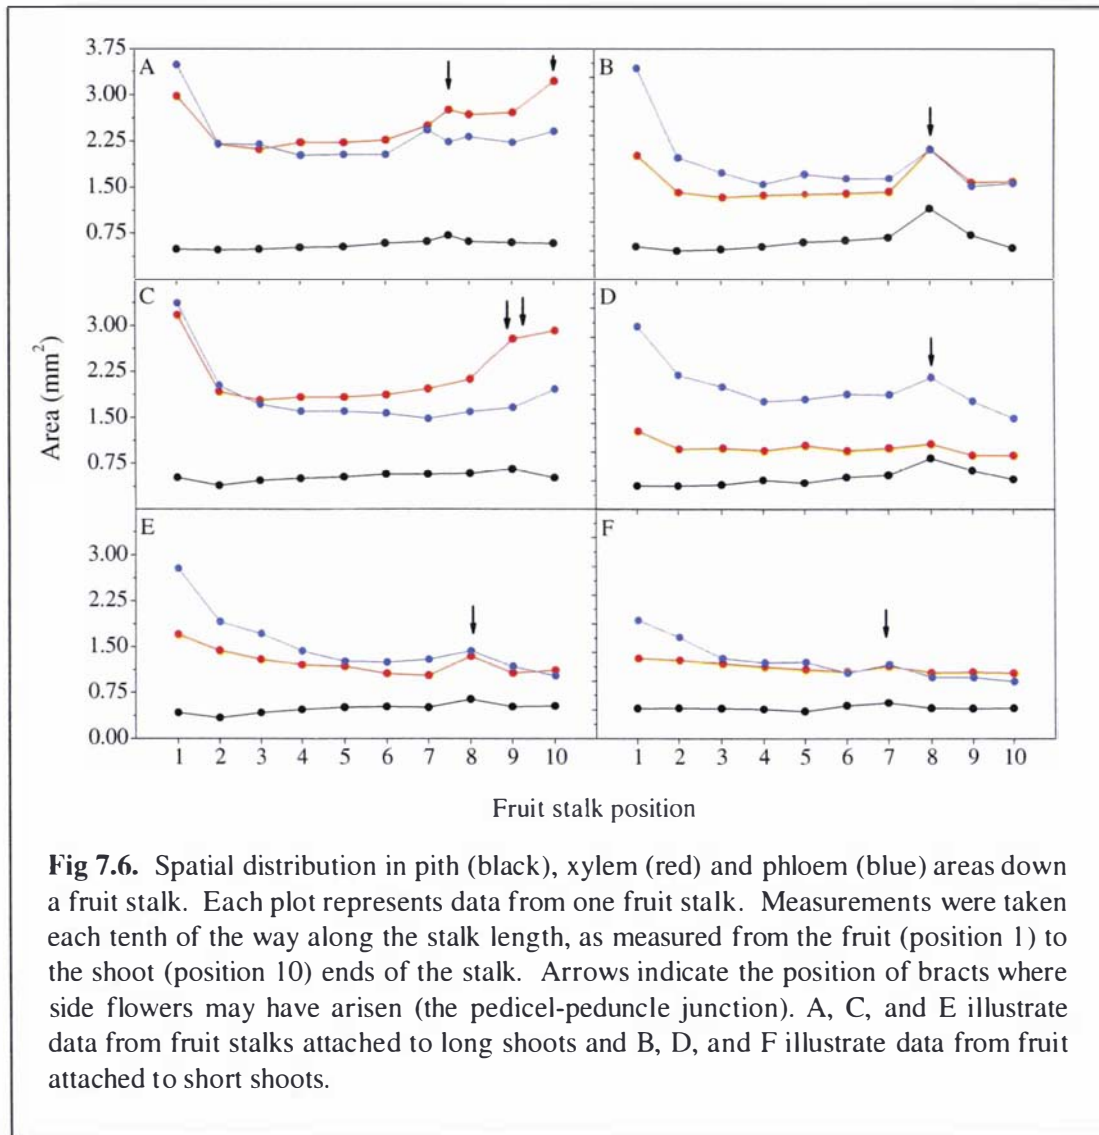 3.75
3.00
2.25
1.50
0.75
A
B
3.00
2.25
1.50
0.75
C
D
3.00
2.25
1.50
0.75
0.00
E
F
Area (mm²)
1 2 3 4 5 6 7 8 9 10 1 2 3 4 5 6 7 8 9 10
Fruit stalk position
Fig 7.6. Spatial distribution in pith (black), xylem (red) and phloem (blue) areas down
a fruit stalk. Each plot represents data from one fruit stalk. Measurements were taken
each tenth of the way along the stalk length, as measured from the fruit (position 1) to
the shoot (position 10) ends of the stalk. Arrows indicate the position of bracts where
side flowers may have arisen (the pedicel-peduncle junction). A, C, and E illustrate
data from fruit stalks attached to long shoots and B, D, and F illustrate data from fruit
attached to short shoots.